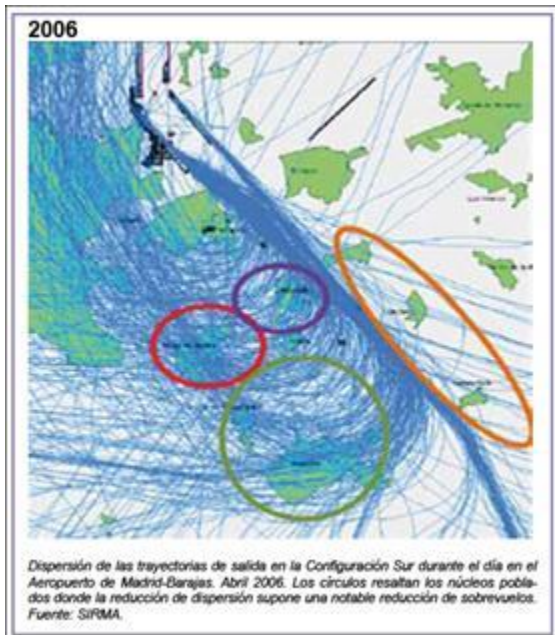 2006
Dispersión de las trayectorias de salida en la Configuración Sur durante el día en el
Aeropuerto de Madrid-Barajas. Abril 2006. Los círculos resaltan los núcleos pobla-
dos donde la reducción de dispersión supone una notable reducción de sobrevuelos.
Fuente: SIRMA.